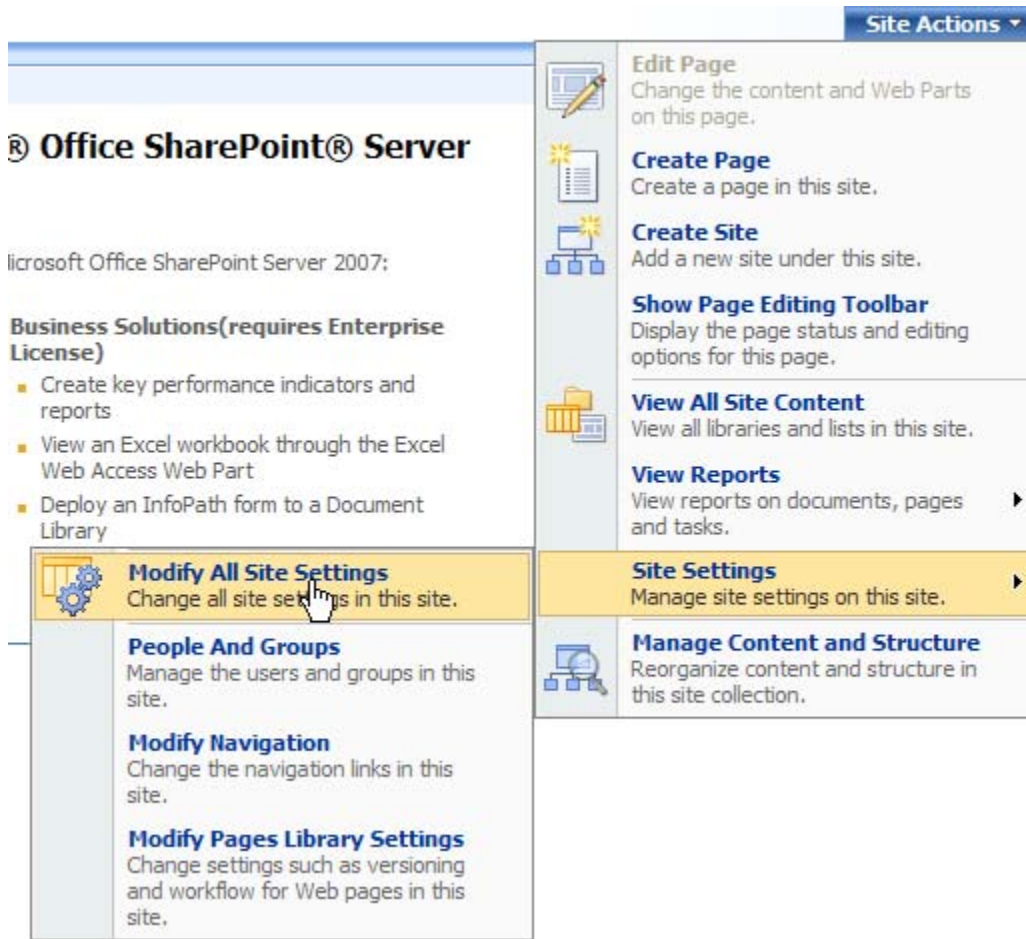 Site Actions
Edit Page
Change the content and Web Parts
on this page.
Create Page
Create a page in this site.
Create Site
Add a new site under this site.
Show Page Editing Toolbar
Display the page status and editing
options for this page.
View All Site Content
View all libraries and lists in this site.
View Reports
View reports on documents, pages
and tasks.
Site Settings
Manage site settings on this site.
Manage Content and Structure
Reorganize content and structure in
this site collection.
® Office SharePoint® Server
icrosoft Office SharePoint Server 2007:
Business Solutions(requires Enterprise
License)
Create key performance indicators and
reports
View an Excel workbook through the Excel
Web Access Web Part
Deploy an InfoPath form to a Document
Library
Modify All Site Settings
Change all site settings in this site.
People And Groups
Manage the users and groups in this
site.
Modify Navigation
Change the navigation links in this
site.
Modify Pages Library Settings
Change settings such as versioning
and workflow for Web pages in this
site.